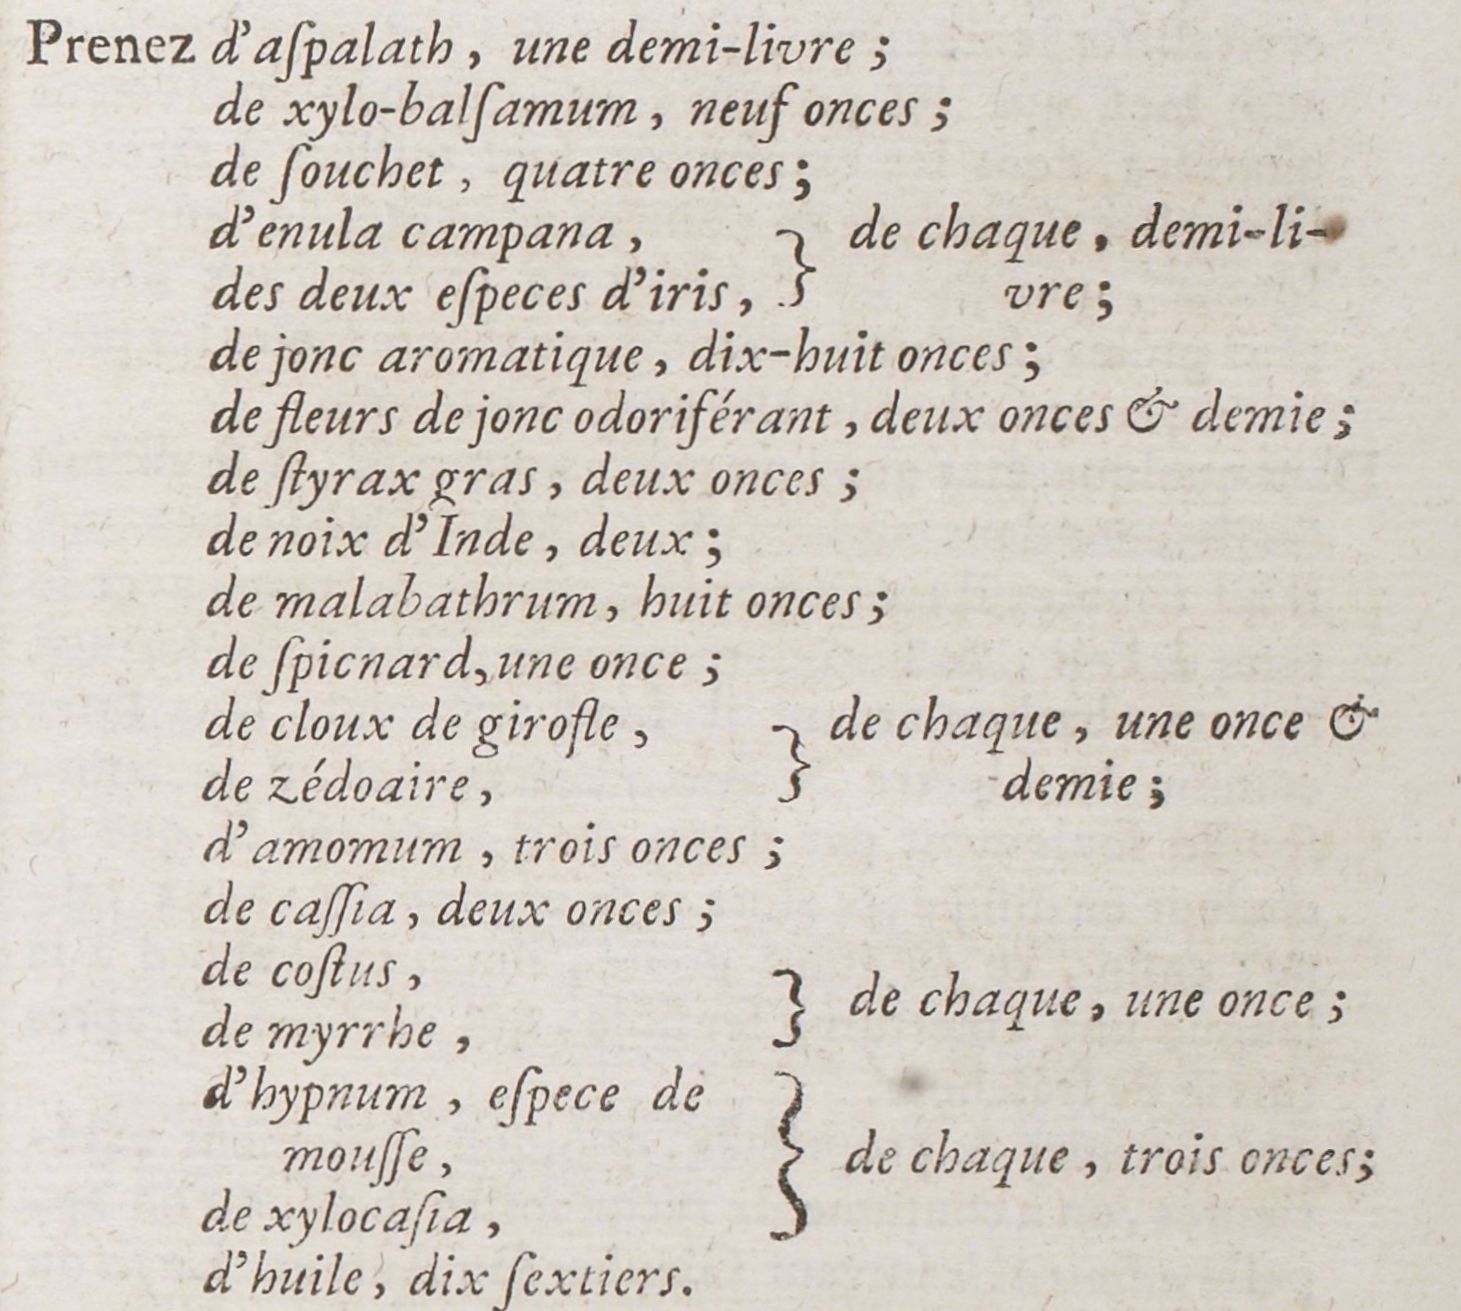 Prenez d'aſpalath, une demi-livre;
de xylo-balſamum, neuf onces;
de ſouchet, quatre onces;
d'enula campana, } de chaque, demi-li-
des deux eſpeces d'iris, } vre;
de jonc aromatique, dix-huit onces;
de fleurs de jonc odoriférant, deux onces & demie;
de ſtyrax gras, deux onces;
de noix d'Inde, deux;
de malabathrum, huit onces;
de ſpicnard, une once;
de cloux de girofle, } de chaque, une once &
de zédoaire, } demie;
d'amomum, trois onces;
de caſſia, deux onces;
de coſtus,
de myrrhe, } de chaque, une once;
d'hypnum, eſpece de
mouſſe, } de chaque, trois onces;
de xylocaſia,
d'huile, dix ſextiers.